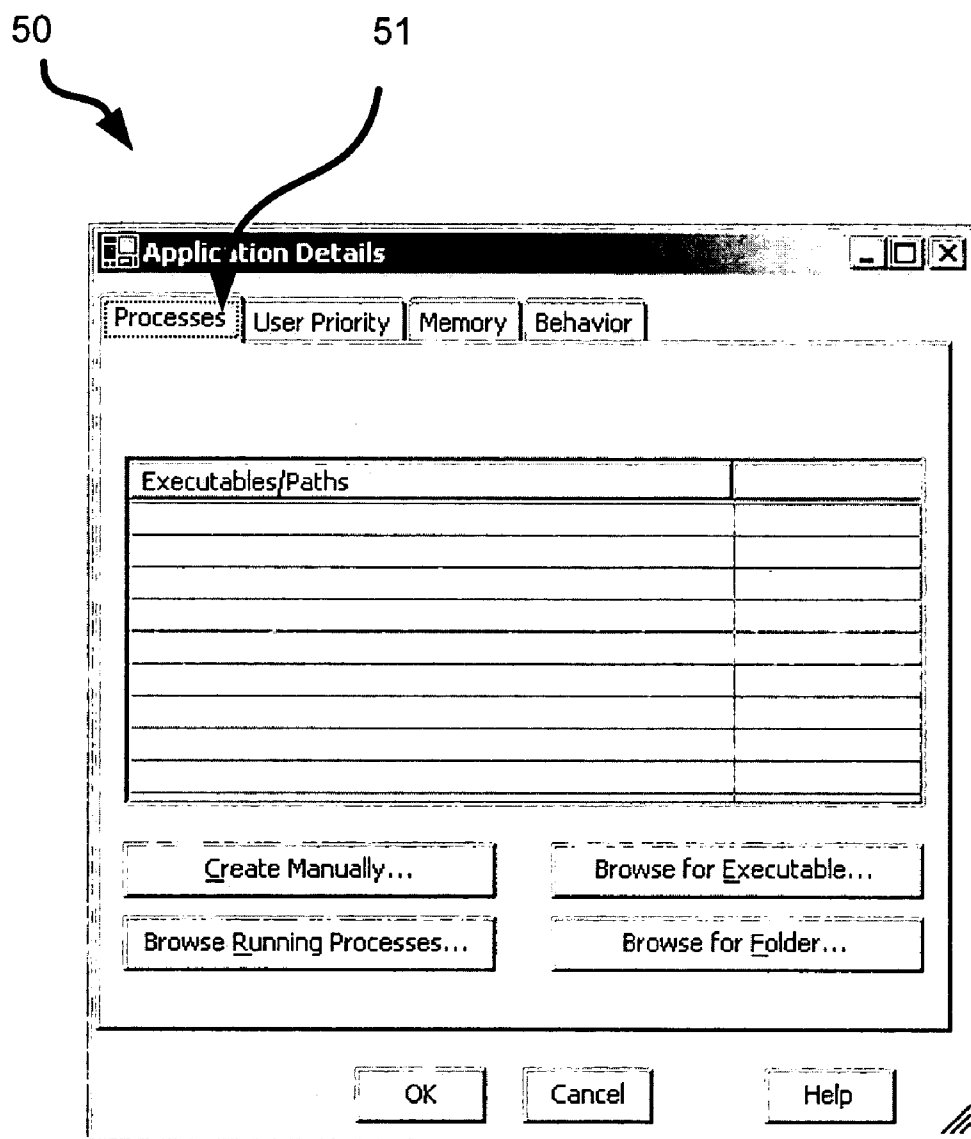 50 51
Application Details
Processes User Priority Memory Behavior
Executables/Paths
Create Manually... Browse for Executable...
Browse Running Processes... Browse for Folder...
OK Cancel Help